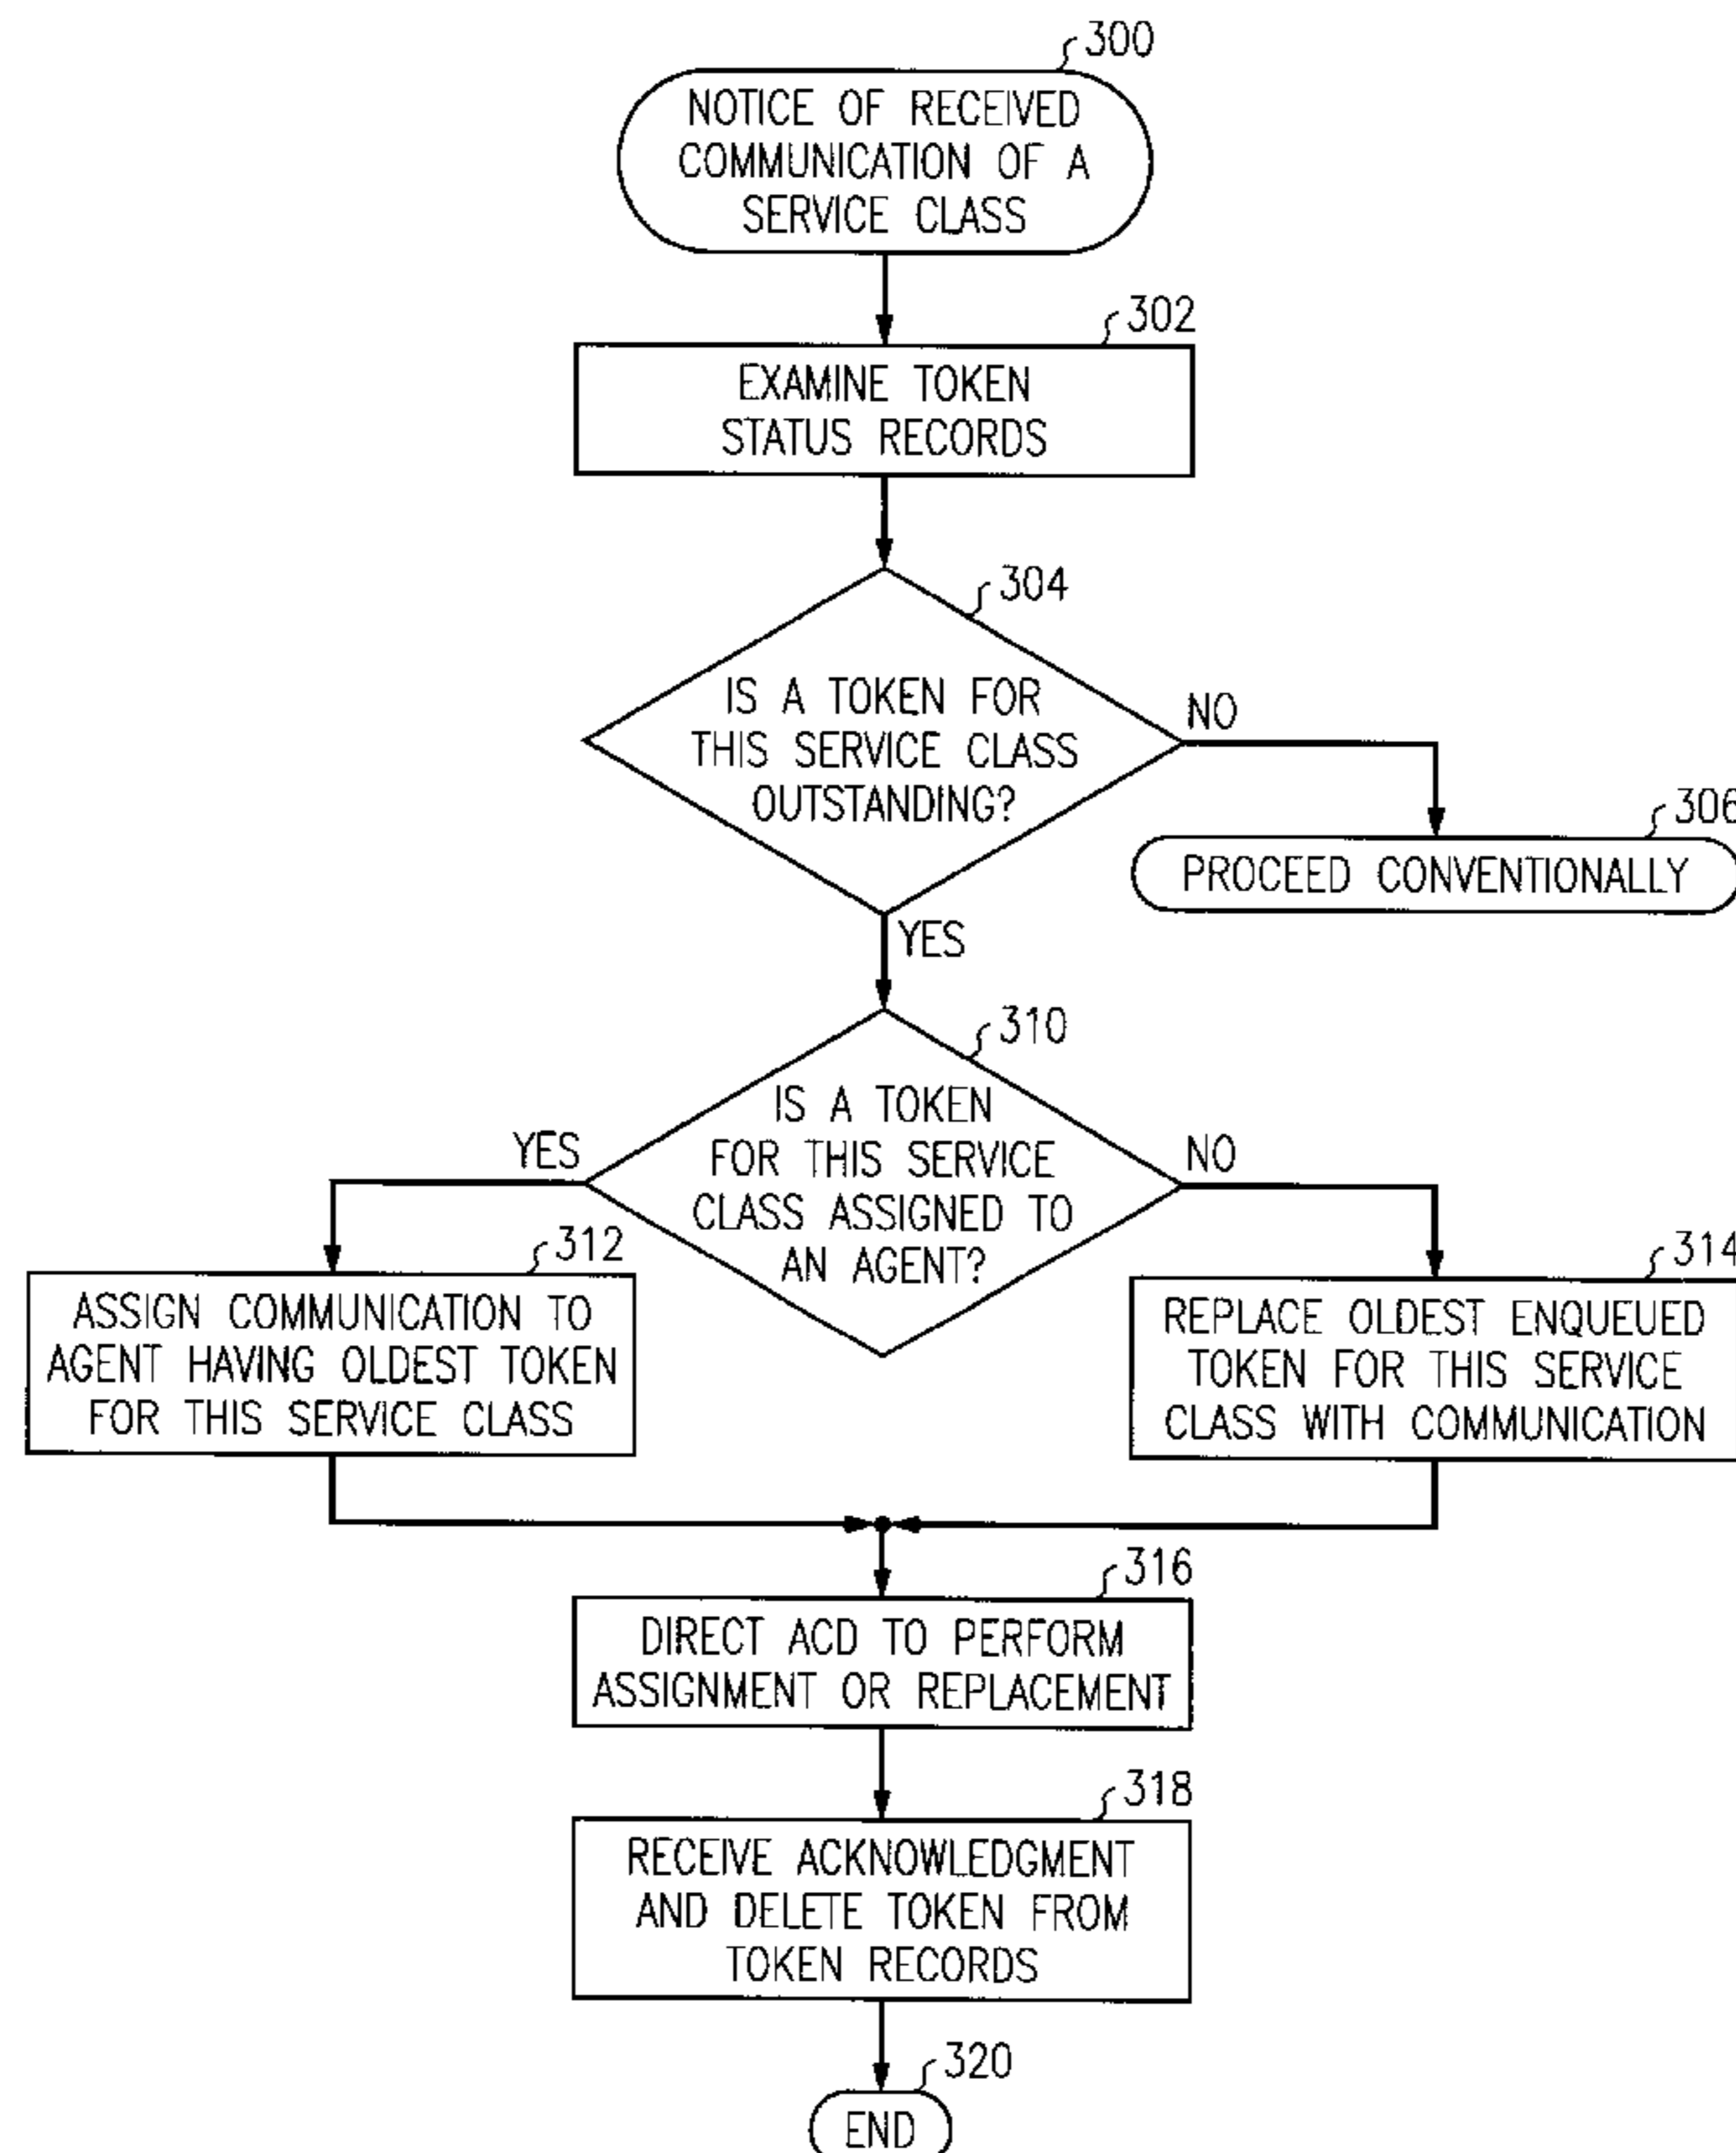 300
NOTICE OF RECEIVED
COMMUNICATION OF A
SERVICE CLASS
302
EXAMINE TOKEN
STATUS RECORDS
304
IS A TOKEN FOR
THIS SERVICE CLASS
OUTSTANDING?
NO
306
PROCEED CONVENTIONALLY
YES
310
IS A TOKEN
FOR THIS SERVICE
CLASS ASSIGNED TO
AN AGENT?
YES
NO
312
ASSIGN COMMUNICATION TO
AGENT HAVING OLDEST TOKEN
FOR THIS SERVICE CLASS
314
REPLACE OLDEST ENQUEUED
TOKEN FOR THIS SERVICE
CLASS WITH COMMUNICATION
316
DIRECT ACD TO PERFORM
ASSIGNMENT OR REPLACEMENT
318
RECEIVE ACKNOWLEDGMENT
AND DELETE TOKEN FROM
TOKEN RECORDS
320
END